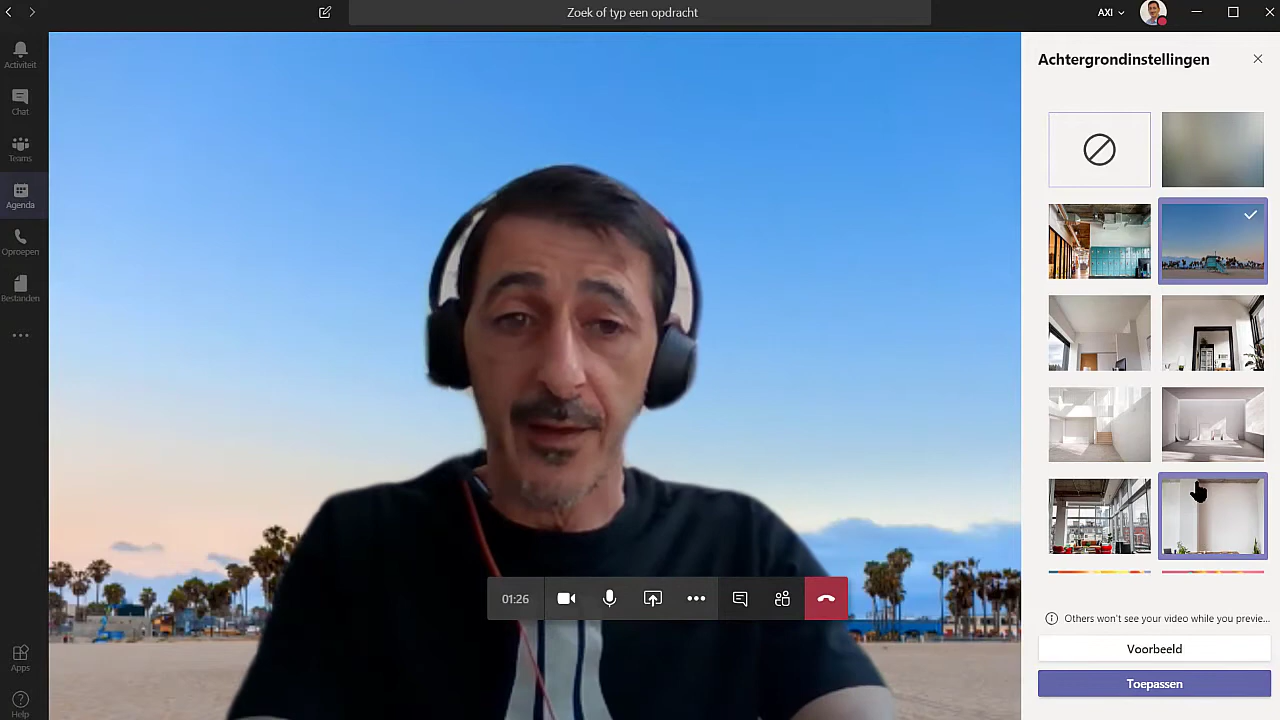 Zoek of typ een opdracht
AXI
Activiteit
Chat
Teams
Agenda
Oproepen
Bestanden
Apps
Help
01:26
Achtergrondinstellingen
Others won't see your video while you previe...
Voorbeeld
Toepassen